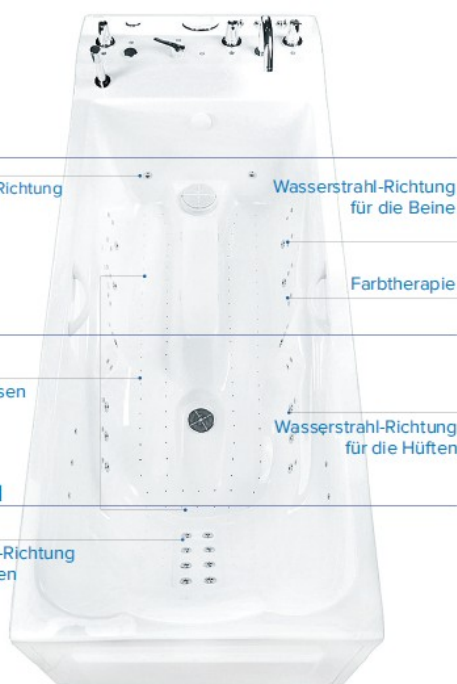 Richtung
Wasserstrahl-Richtung
für die Beine
Farbtherapie
sen
Wasserstrahl-Richtung
für die Hüften
-Richtung
en